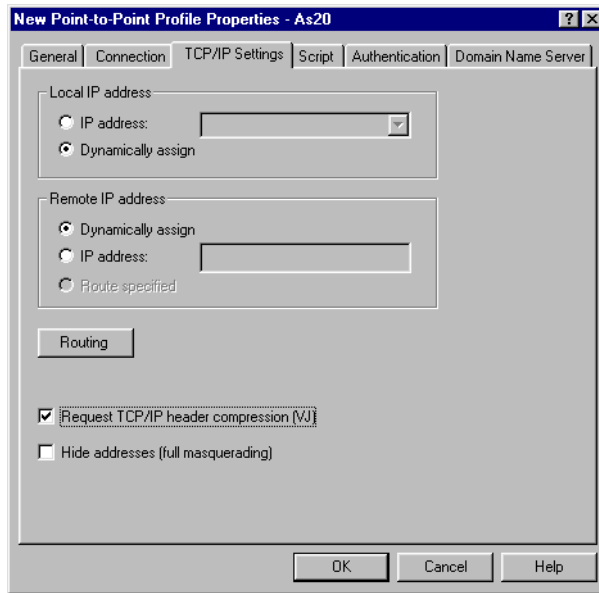 New Point-to-Point Profile Properties - As20
General Connection TCP/IP Settings Script Authentication Domain Name Server
Local IP address
IP address:
Dynamically assign
Remote IP address
Dynamically assign
IP address:
Route specified
Routing
Request TCP/IP header compression (VJ)
Hide addresses (full masquerading)
OK Cancel Help